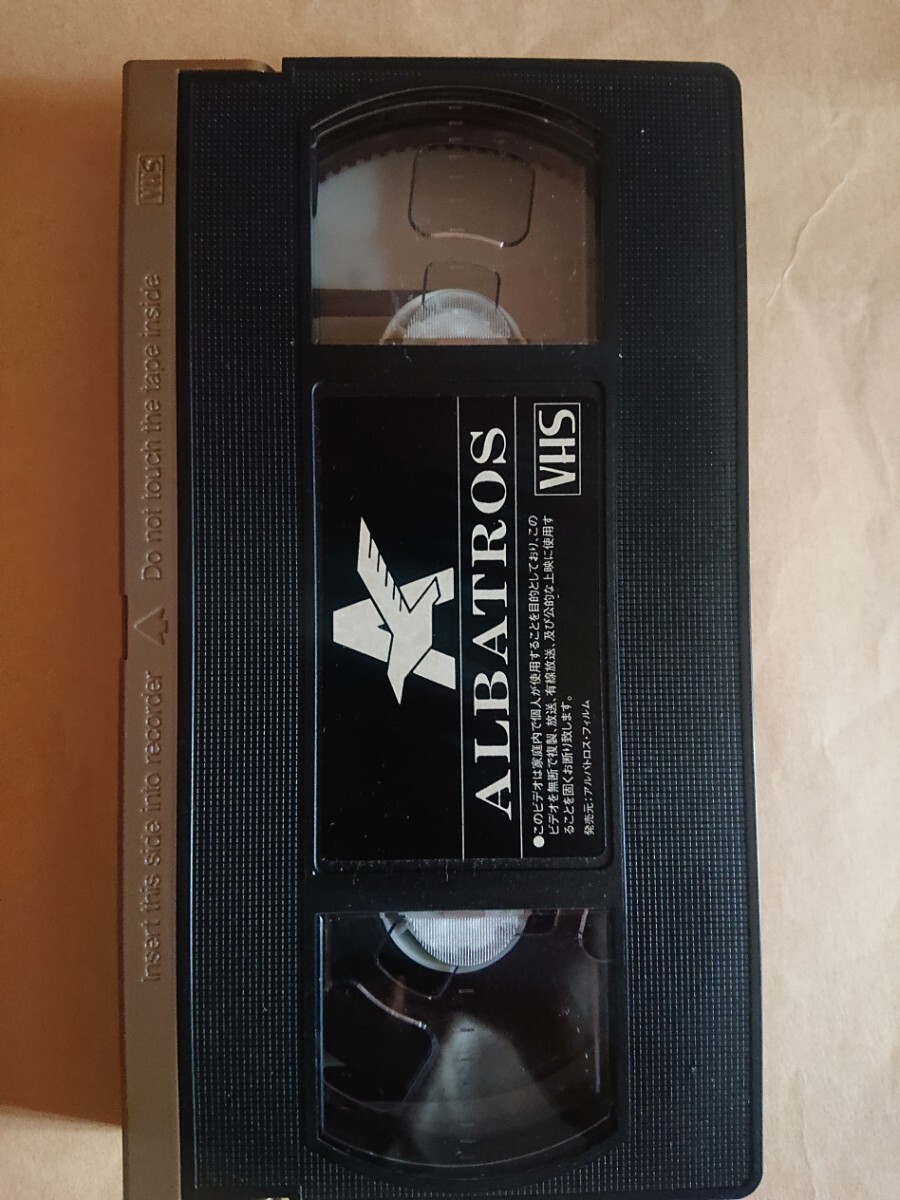 Insert this side into recorder △ Do not touch the tape inside VHS
ALBATROS
VHS
●このビデオは家庭内で個人が使用することを目的としており、この
ビデオを無断で複製、放送、有線放送、及び公的な上映に使用す
ることを固くお断り致します。
発売元：アルバトロス・フィルム